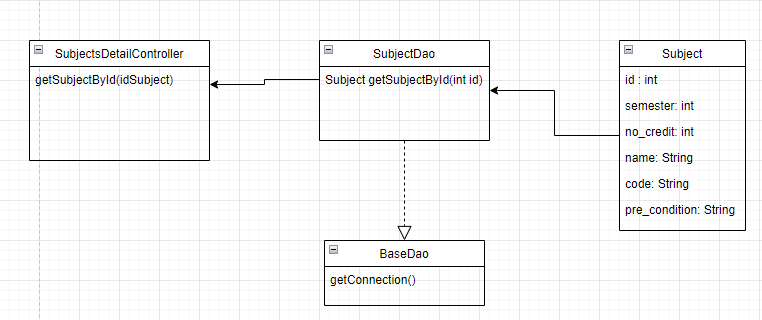 SubjectsDetailController
getSubjectById(idSubject)
SubjectDao
Subject getSubjectById(int id)
Subject
id : int
semester: int
no_credit: int
name: String
code: String
pre_condition: String
BaseDao
getConnection()